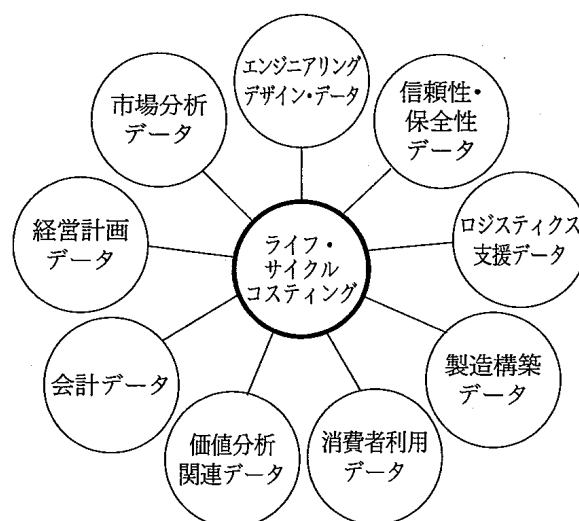 エンジニアリング
デザイン・データ
信頼性・
保全性
データ
ロジスティクス
支援データ
製造構築
データ
消費者利用
データ
価値分析
関連データ
会計データ
経営計画
データ
市場分析
データ
ライフ・
サイクル
コスティング